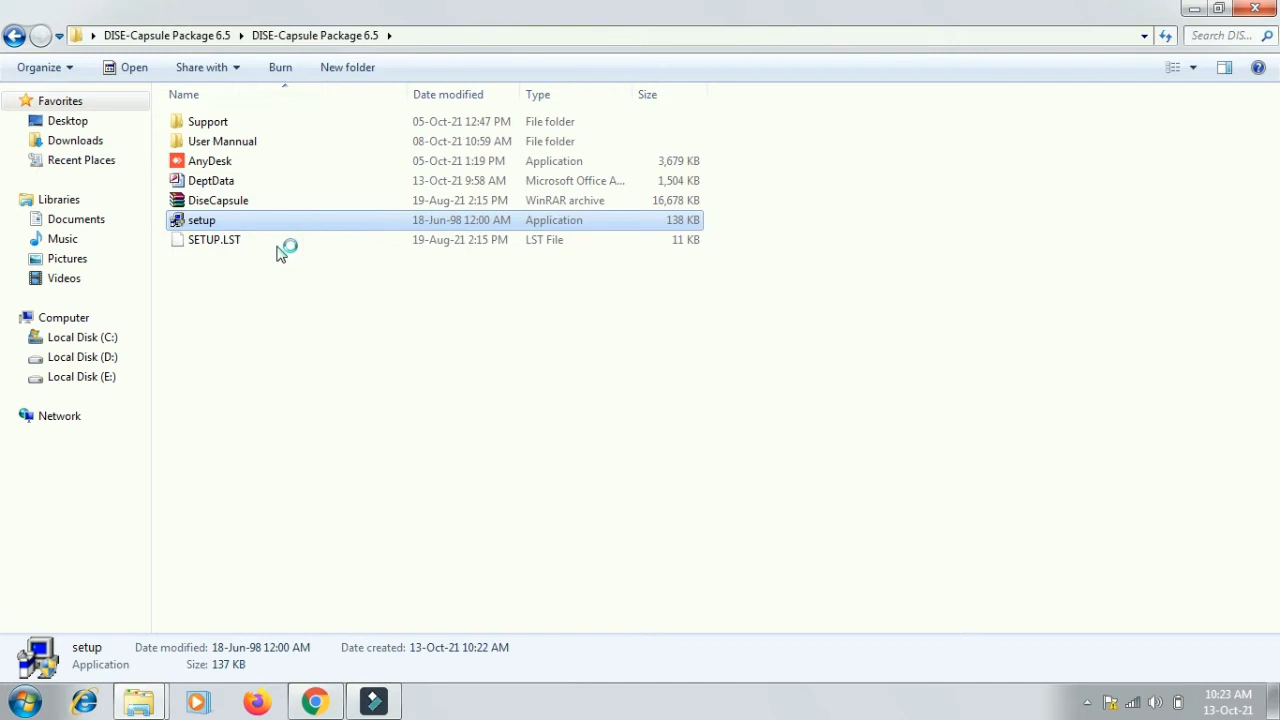 DISE-Capsule Package 6.5 DISE-Capsule Package 6.5 Search DIS...
Organize Open Share with Burn New folder
Name Date modified Type Size
Favorites
Desktop
Downloads
Recent Places
Libraries
Documents
Music
Pictures
Videos
Computer
Local Disk (C:)
Local Disk (D:)
Local Disk (E:)
Network
Support 05-Oct-21 12:47 PM File folder
User Mannual 08-Oct-21 10:59 AM File folder
AnyDesk 05-Oct-21 1:19 PM Application 3,679 KB
DeptData 13-Oct-21 9:58 AM Microsoft Office A... 1,504 KB
DiseCapsule 19-Aug-21 2:15 PM WinRAR archive 16,678 KB
setup 18-Jun-98 12:00 AM Application 138 KB
SETUP.LST 19-Aug-21 2:15 PM LST File 11 KB
setup Date modified: 18-Jun-98 12:00 AM Date created: 13-Oct-21 10:22 AM
Application Size: 137 KB
10:23 AM
13-Oct-21